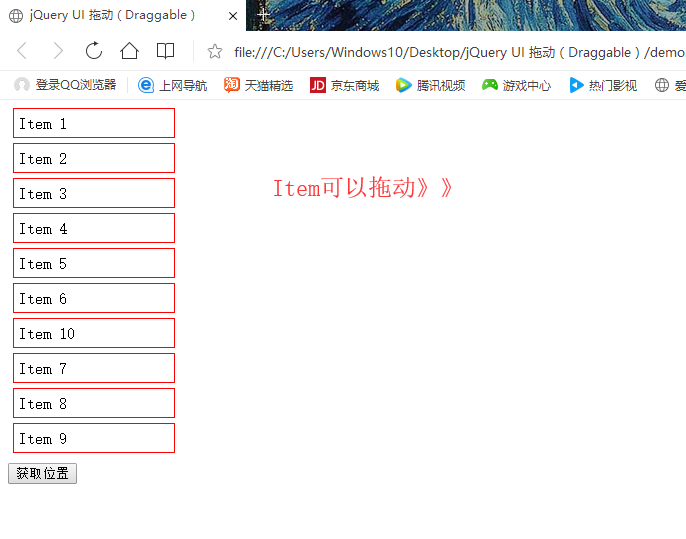 jQuery UI 拖动 ( Draggable )
file:///C:/Users/Windows10/Desktop/jQuery UI 拖动 ( Draggable ) /demo
登录QQ浏览器 上网导航 天猫精选 京东商城 腾讯视频 游戏中心 热门影视 爱
Item 1
Item 2
Item可以拖动》》
Item 3
Item 4
Item 5
Item 6
Item 10
Item 7
Item 8
Item 9
获取位置